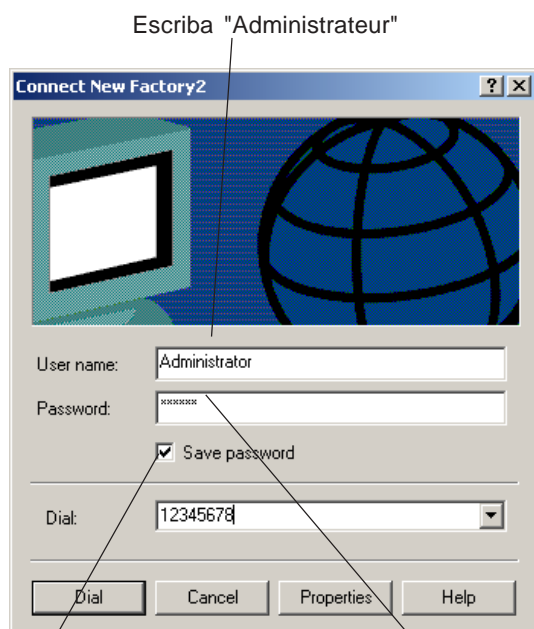 Escriba "Administrateur"
Connect New Factory2
User name: Administrator
Password: ******
Save password
Dial: 12345678
Dial Cancel Properties Help